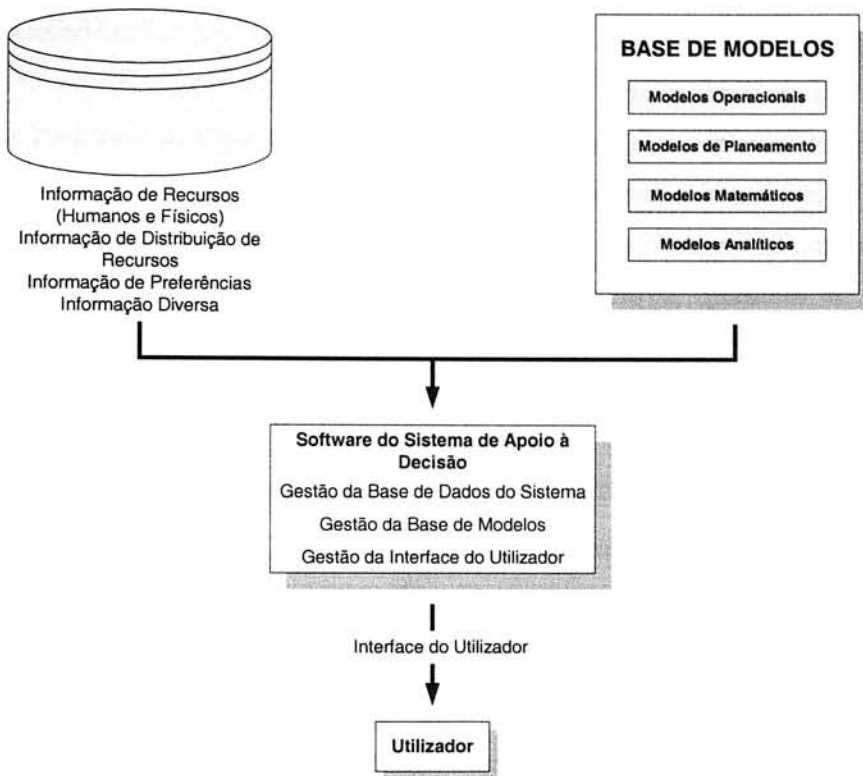 Informação de Recursos
(Humanos e Físicos)
Informação de Distribuição de
Recursos
Informação de Preferências
Informação Diversa
BASE DE MODELOS
Modelos Operacionais
Modelos de Planeamento
Modelos Matemáticos
Modelos Analíticos
Software do Sistema de Apoio à
Decisão
Gestão da Base de Dados do Sistema
Gestão da Base de Modelos
Gestão da Interface do Utilizador
Interface do Utilizador
Utilizador